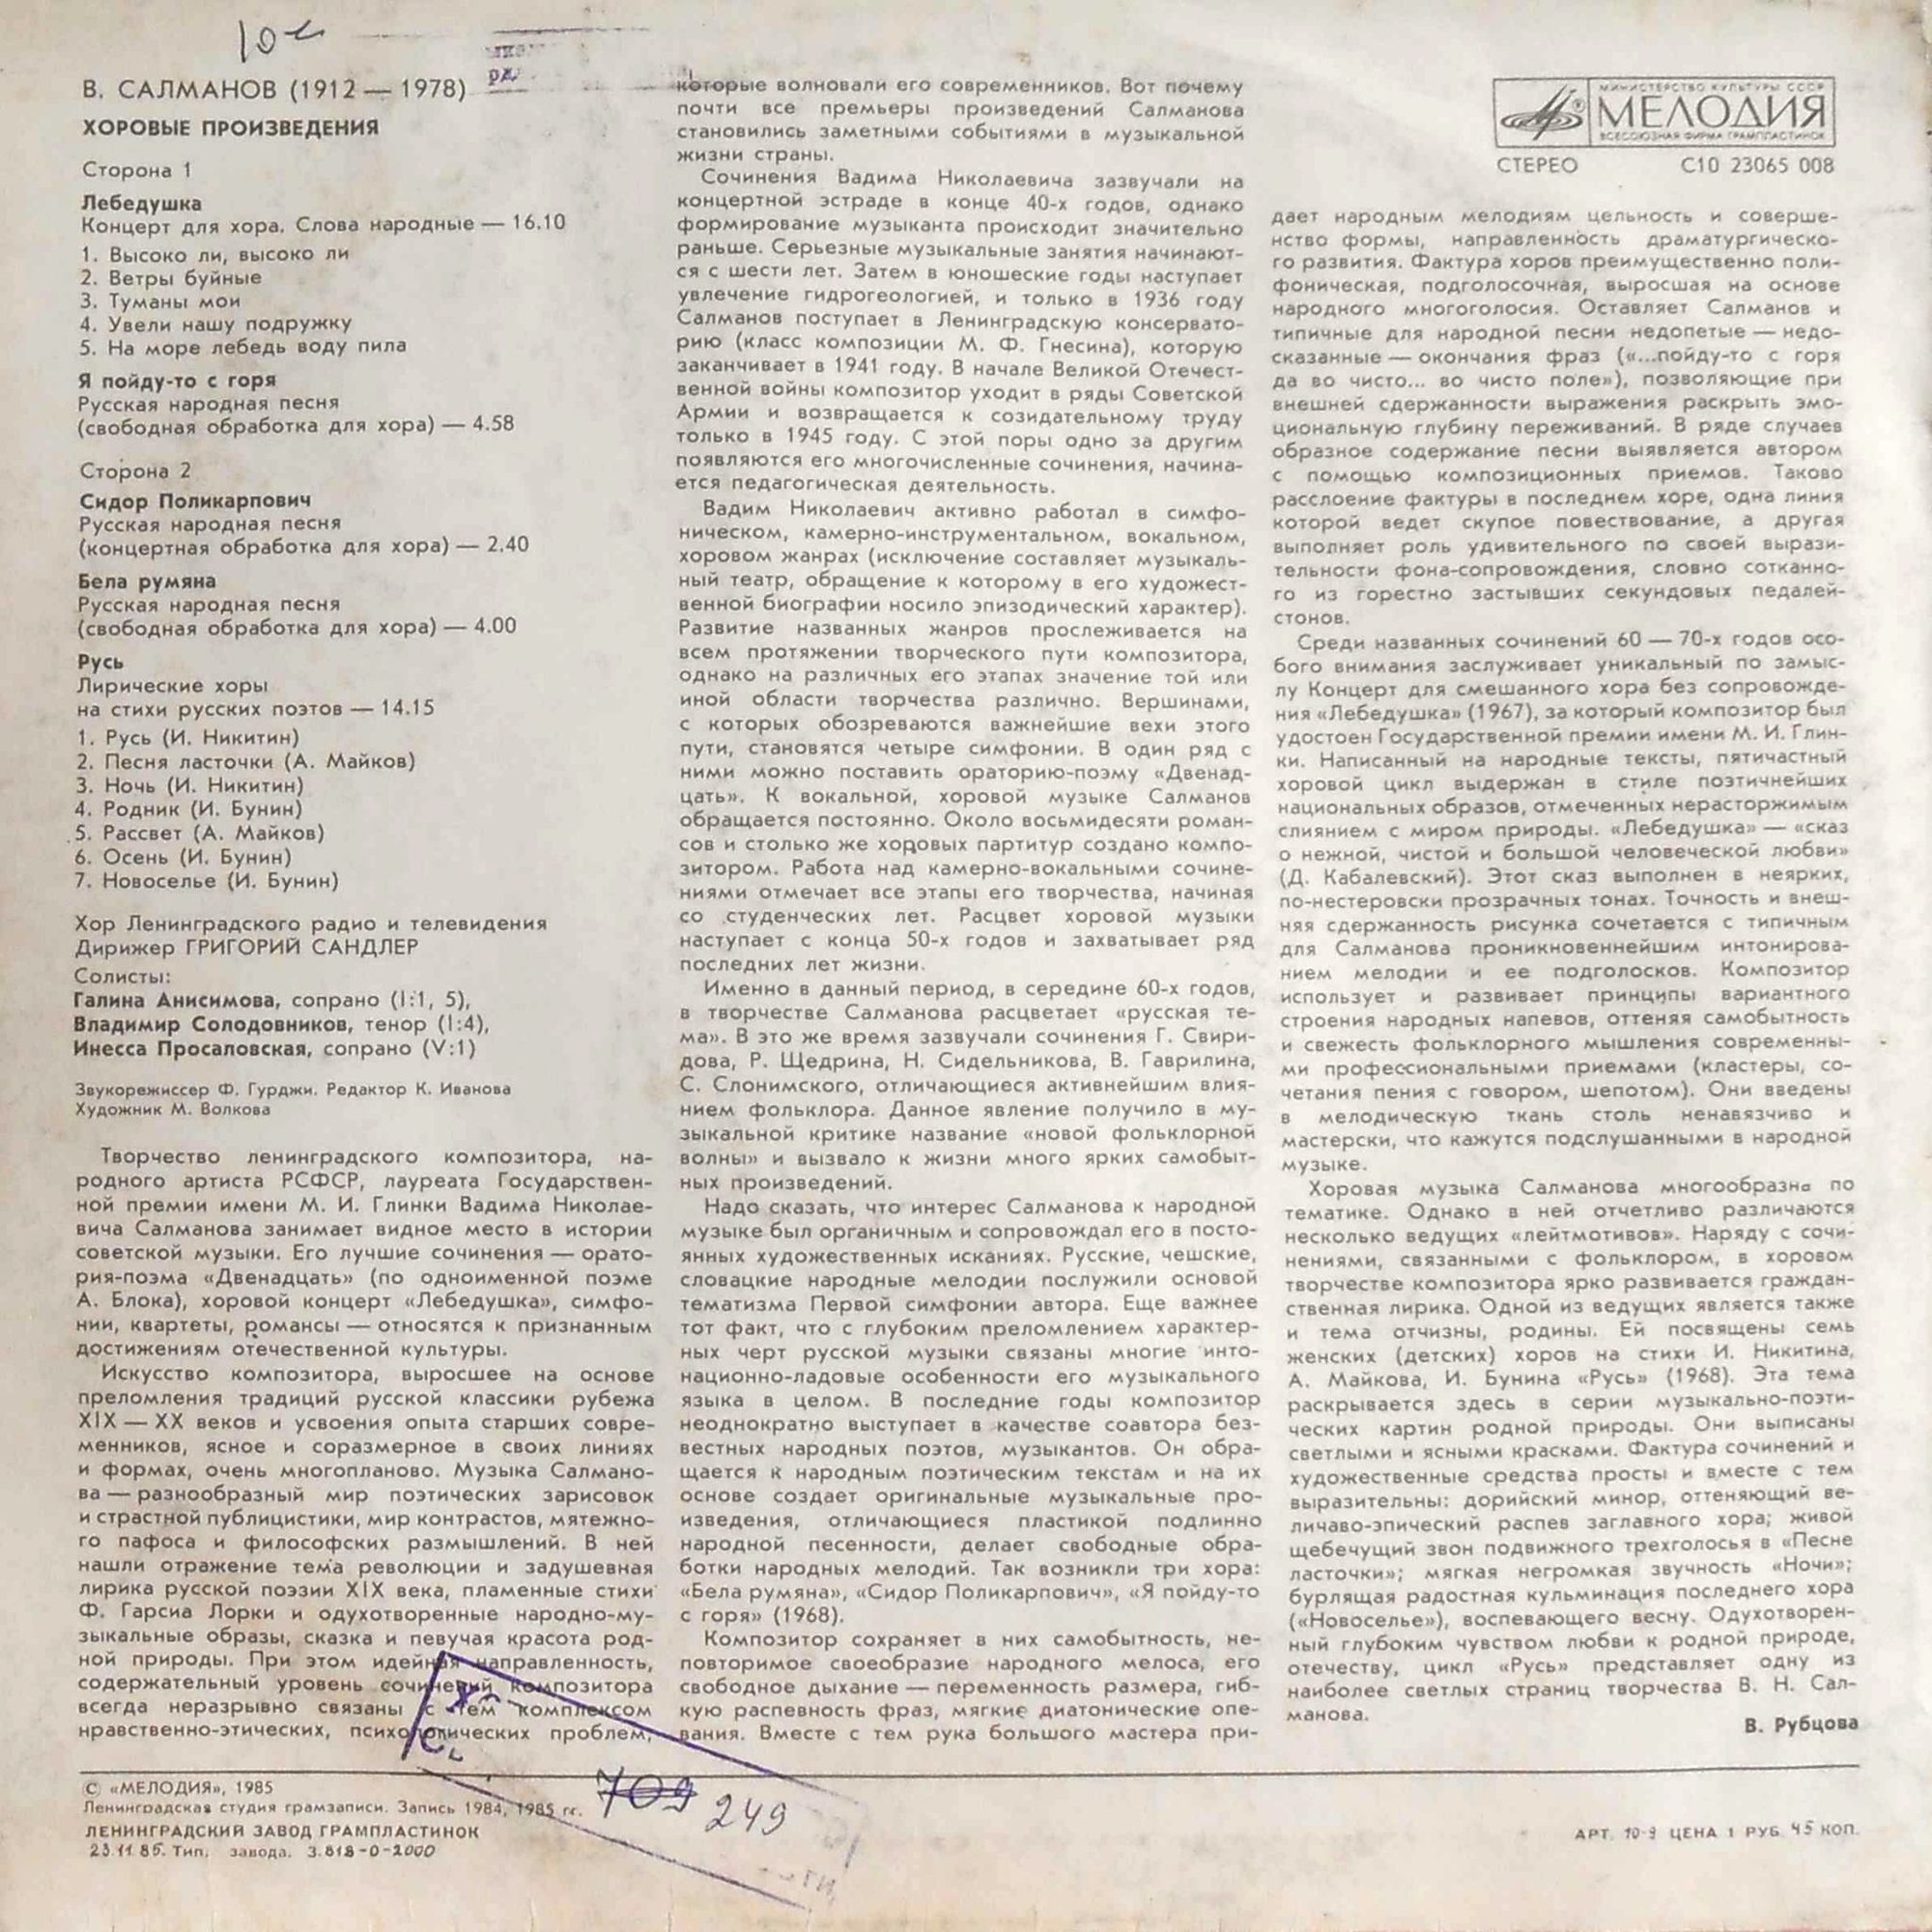 10
В. САЛМАНОВ (1912 — 1978)
ХОРОВЫЕ ПРОИЗВЕДЕНИЯ
Сторона 1
Лебедушка
Концерт для хора. Слова народные — 16.10
1. Высоко ли, высоко ли
2. Ветры буйные
3. Туманы мои
4. Увели нашу подружку
5. На море лебедь воду пила
Я пойду-то с горя
Русская народная песня
(свободная обработка для хора) — 4.58
Сторона 2
Сидор Поликарпович
Русская народная песня
(концертная обработка для хора) — 2.40
Бела румяна
Русская народная песня
(свободная обработка для хора) — 4.00
Русь
Лирические хоры
на стихи русских поэтов — 14.15
1. Русь (И. Никитин)
2. Песня ласточки (А. Майков)
3. Ночь (И. Никитин)
4. Родник (И. Бунин)
5. Рассвет (А. Майков)
6. Осень (И. Бунин)
7. Новоселье (И. Бунин)
Хор Ленинградского радио и телевидения
Дирижер ГРИГОРИЙ САНДЛЕР
Солисты:
Галина Анисимова, сопрано (I:1, 5),
Владимир Солодовников, тенор (I:4),
Инесса Просаловская, сопрано (V:1)
Звукорежиссер Ф. Гурджи. Редактор К. Иванова
Художник М. Волкова
Творчество ленинградского композитора, на-
родного артиста РСФСР, лауреата Государствен-
ной премии имени М. И. Глинки Вадима Николае-
вича Салманова занимает видное место в истории
советской музыки. Его лучшие сочинения — орато-
рия-поэма «Двенадцать» (по одноименной поэме
А. Блока), хоровой концерт «Лебедушка», симфо-
нии, квартеты, романсы — относятся к признанным
достижениям отечественной культуры.
Искусство композитора, выросшее на основе
преломления традиций русской классики рубежа
XIX — XX веков и усвоения опыта старших совре-
менников, ясное и соразмерное в своих линиях
и формах, очень многопланово. Музыка Салмано-
ва — разнообразный мир поэтических зарисовок
и страстной публицистики, мир контрастов, мятежно-
го пафоса и философских размышлений. В ней
нашли отражение тема революции и задушевная
лирика русской поэзии XIX века, пламенные стихи
Ф. Гарсиа Лорки и одухотворенные народно-му-
зыкальные образы, сказка и певучая красота род-
ной природы. При этом идейная направленность,
содержательный уровень сочинений композитора
всегда неразрывно связаны с тем комплексом
нравственно-этических, психологических проблем,
которые волновали его современников. Вот почему
почти все премьеры произведений Салманова
становились заметными событиями в музыкальной
жизни страны.
Сочинения Вадима Николаевича зазвучали на
концертной эстраде в конце 40-х годов, однако
формирование музыканта происходит значительно
раньше. Серьезные музыкальные занятия начинают-
ся с шести лет. Затем в юношеские годы наступает
увлечение гидрогеологией, и только в 1936 году
Салманов поступает в Ленинградскую консервато-
рию (класс композиции М. Ф. Гнесина), которую
заканчивает в 1941 году. В начале Великой Отечест-
венной войны композитор уходит в ряды Советской
Армии и возвращается к созидательному труду
только в 1945 году. С этой поры одно за другим
появляются его многочисленные сочинения, начина-
ется педагогическая деятельность.
Вадим Николаевич активно работал в симфо-
ническом, камерно-инструментальном, вокальном,
хоровом жанрах (исключение составляет музыкаль-
ный театр, обращение к которому в его художест-
венной биографии носило эпизодический характер).
Развитие названных жанров прослеживается на
всем протяжении творческого пути композитора,
однако на различных его этапах значение той или
иной области творчества различно. Вершинами,
с которых обозреваются важнейшие вехи этого
пути, становятся четыре симфонии. В один ряд с
ними можно поставить ораторию-поэму «Двенад-
цать». К вокальной, хоровой музыке Салманов
обращается постоянно. Около восьмидесяти роман-
сов и столько же хоровых партитур создано компо-
зитором. Работа над камерно-вокальными сочине-
ниями отмечает все этапы его творчества, начиная
со студенческих лет. Расцвет хоровой музыки
наступает с конца 50-х годов и захватывает ряд
последних лет жизни.
Именно в данный период, в середине 60-х годов,
в творчестве Салманова расцветает «русская те-
ма». В это же время зазвучали сочинения Г. Свири-
дова, Р. Щедрина, Н. Сидельникова, В. Гаврилина,
С. Слонимского, отличающиеся активнейшим влия-
нием фольклора. Данное явление получило в му-
зыкальной критике название «новой фольклорной
волны» и вызвало к жизни много ярких самобыт-
ных произведений.
Надо сказать, что интерес Салманова к народной
музыке был органичным и сопровождал его в посто-
янных художественных исканиях. Русские, чешские,
словацкие народные мелодии послужили основой
тематизма Первой симфонии автора. Еще важнее
тот факт, что с глубоким преломлением характер-
ных черт русской музыки связаны многие инто-
национно-ладовые особенности его музыкального
языка в целом. В последние годы композитор
неоднократно выступает в качестве соавтора без-
вестных народных поэтов, музыкантов. Он обра-
щается к народным поэтическим текстам и на их
основе создает оригинальные музыкальные про-
изведения, отличающиеся пластикой подлинно
народной песенности, делает свободные обра-
ботки народных мелодий. Так возникли три хора:
«Бела румяна», «Сидор Поликарпович», «Я пойду-то
с горя» (1968).
Композитор сохраняет в них самобытность, не-
повторимое своеобразие народного мелоса, его
свободное дыхание — переменность размера, гиб-
кую распевность фраз, мягкие диатонические опе-
вания. Вместе с тем рука большого мастера при-
МИНИСТЕРСТВО КУЛЬТУРЫ СССР
МЕЛОДИЯ
ВСЕСОЮЗНАЯ ФИРМА ГРАМПЛАСТИНОК
СТЕРЕО С10 23065 008
дает народным мелодиям цельность и соверше-
нство формы, направленность драматургическо-
го развития. Фактура хоров преимущественно поли-
фоническая, подголосочная, выросшая на основе
народного многоголосия. Оставляет Салманов и
типичные для народной песни недопетые — недо-
сказанные — окончания фраз («...пойду-то с горя
да во чисто... во чисто поле»), позволяющие при
внешней сдержанности выражения раскрыть эмо-
циональную глубину переживаний. В ряде случаев
образное содержание песни выявляется автором
с помощью композиционных приемов. Таково
расслоение фактуры в последнем хоре, одна линия
которой ведет скупое повествование, а другая
выполняет роль удивительного по своей вырази-
тельности фона-сопровождения, словно сотканно-
го из горестно застывших секундовых педалей-
стонов.
Среди названных сочинений 60 — 70-х годов осо-
бого внимания заслуживает уникальный по замыс-
лу Концерт для смешанного хора без сопровожде-
ния «Лебедушка» (1967), за который композитор был
удостоен Государственной премии имени М. И. Глин-
ки. Написанный на народные тексты, пятичастный
хоровой цикл выдержан в стиле поэтичнейших
национальных образов, отмеченных нерасторжимым
слиянием с миром природы. «Лебедушка» — «сказ
о нежной, чистой и большой человеческой любви»
(Д. Кабалевский). Этот сказ выполнен в неярких,
по-нестеровски прозрачных тонах. Точность и внеш-
няя сдержанность рисунка сочетается с типичным
для Салманова проникновеннейшим интонирова-
нием мелодии и ее подголосков. Композитор
использует и развивает принципы вариантного
строения народных напевов, оттеняя самобытность
и свежесть фольклорного мышления современны-
ми профессиональными приемами (кластеры, со-
четания пения с говором, шепотом). Они введены
в мелодическую ткань столь ненавязчиво и
мастерски, что кажутся подслушанными в народной
музыке.
Хоровая музыка Салманова многообразна по
тематике. Однако в ней отчетливо различаются
несколько ведущих «лейтмотивов». Наряду с сочи-
нениями, связанными с фольклором, в хоровом
творчестве композитора ярко развивается граждан-
ственная лирика. Одной из ведущих является также
и тема отчизны, родины. Ей посвящены семь
женских (детских) хоров на стихи И. Никитина,
А. Майкова, И. Бунина «Русь» (1968). Эта тема
раскрывается здесь в серии музыкально-поэти-
ческих картин родной природы. Они выписаны
светлыми и ясными красками. Фактура сочинений и
художественные средства просты и вместе с тем
выразительны: дорийский минор, оттеняющий ве-
личаво-эпический распев заглавного хора; живой
щебечущий звон подвижного трехголосья в «Песне
ласточки»; мягкая негромкая звучность «Ночи»;
бурлящая радостная кульминация последнего хора
(«Новоселье»), воспевающего весну. Одухотворен-
ный глубоким чувством любви к родной природе,
отечеству, цикл «Русь» представляет одну из
наиболее светлых страниц творчества В. Н. Сал-
манова.
В. Рубцова
© «МЕЛОДИЯ», 1985
Ленинградская студия грамзаписи. Запись 1984, 1985 гг.
ЛЕНИНГРАДСКИЙ ЗАВОД ГРАМПЛАСТИНОК
23.11.85. Тип. завода. З.818-0-2000
709 249
АРТ. 10-9 ЦЕНА 1 РУБ. 45 КОП.